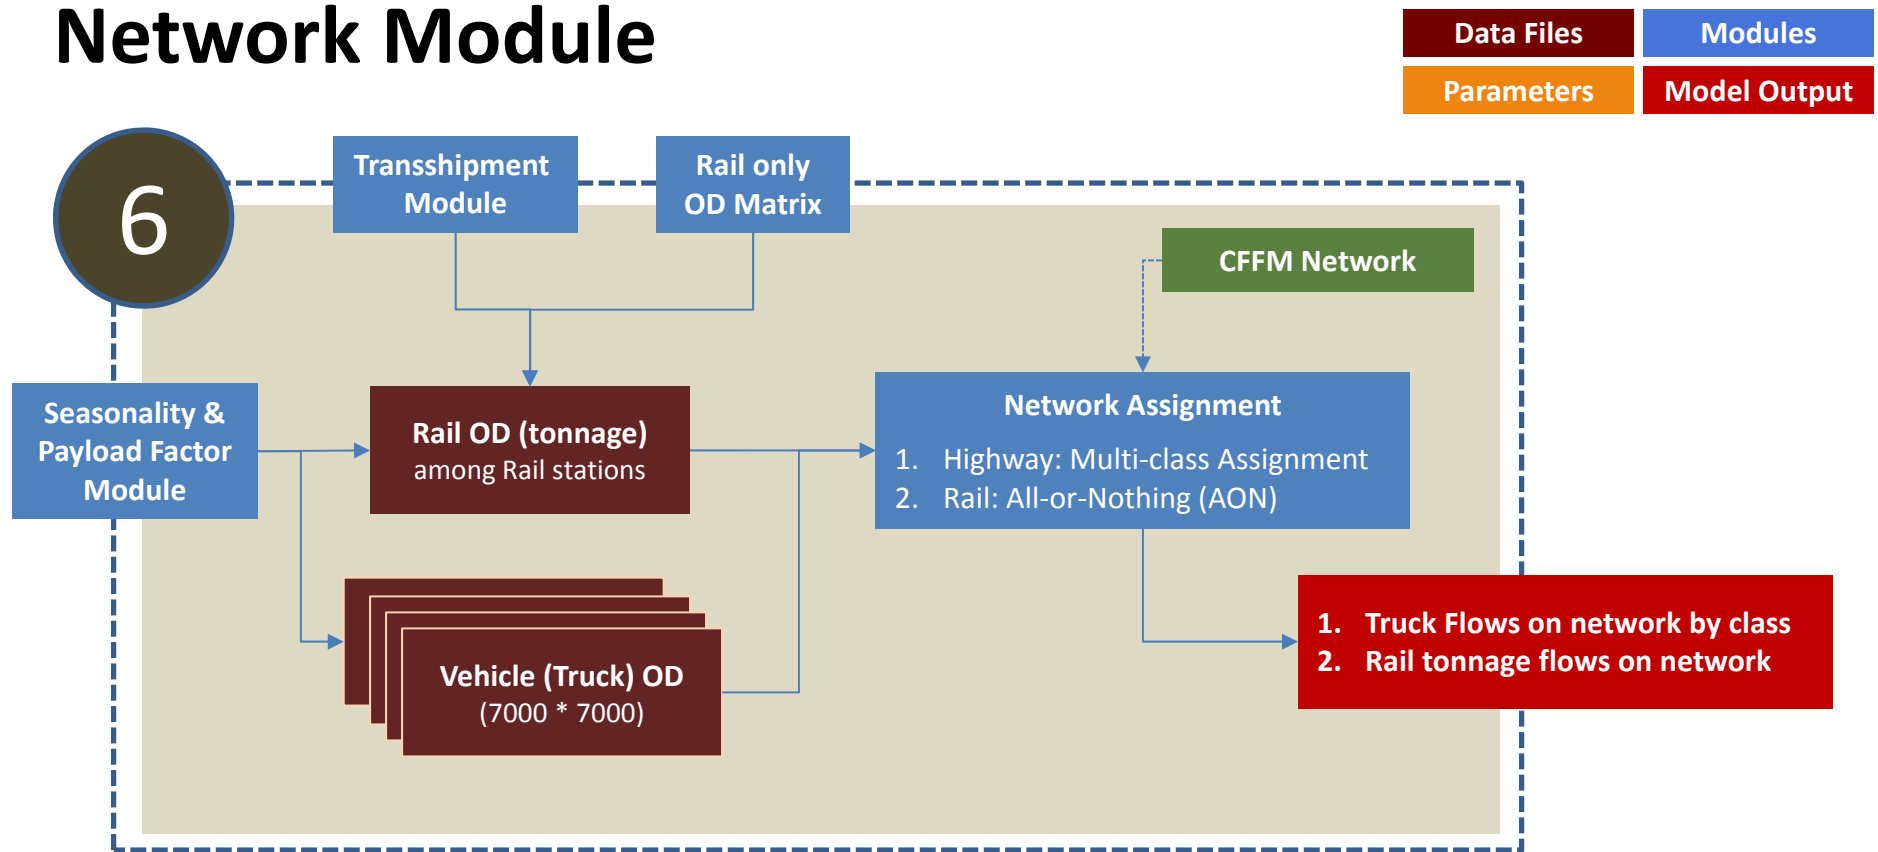 Network Module
Data Files
Modules
Parameters
Model Output
6
Transshipment
Module
Rail only
OD Matrix
CFFM Network
Seasonality &
Payload Factor
Module
Rail OD (tonnage)
among Rail stations
Network Assignment
1. Highway: Multi-class Assignment
2. Rail: All-or-Nothing (AON)
Vehicle (Truck) OD
(7000 * 7000)
1. Truck Flows on network by class
2. Rail tonnage flows on network